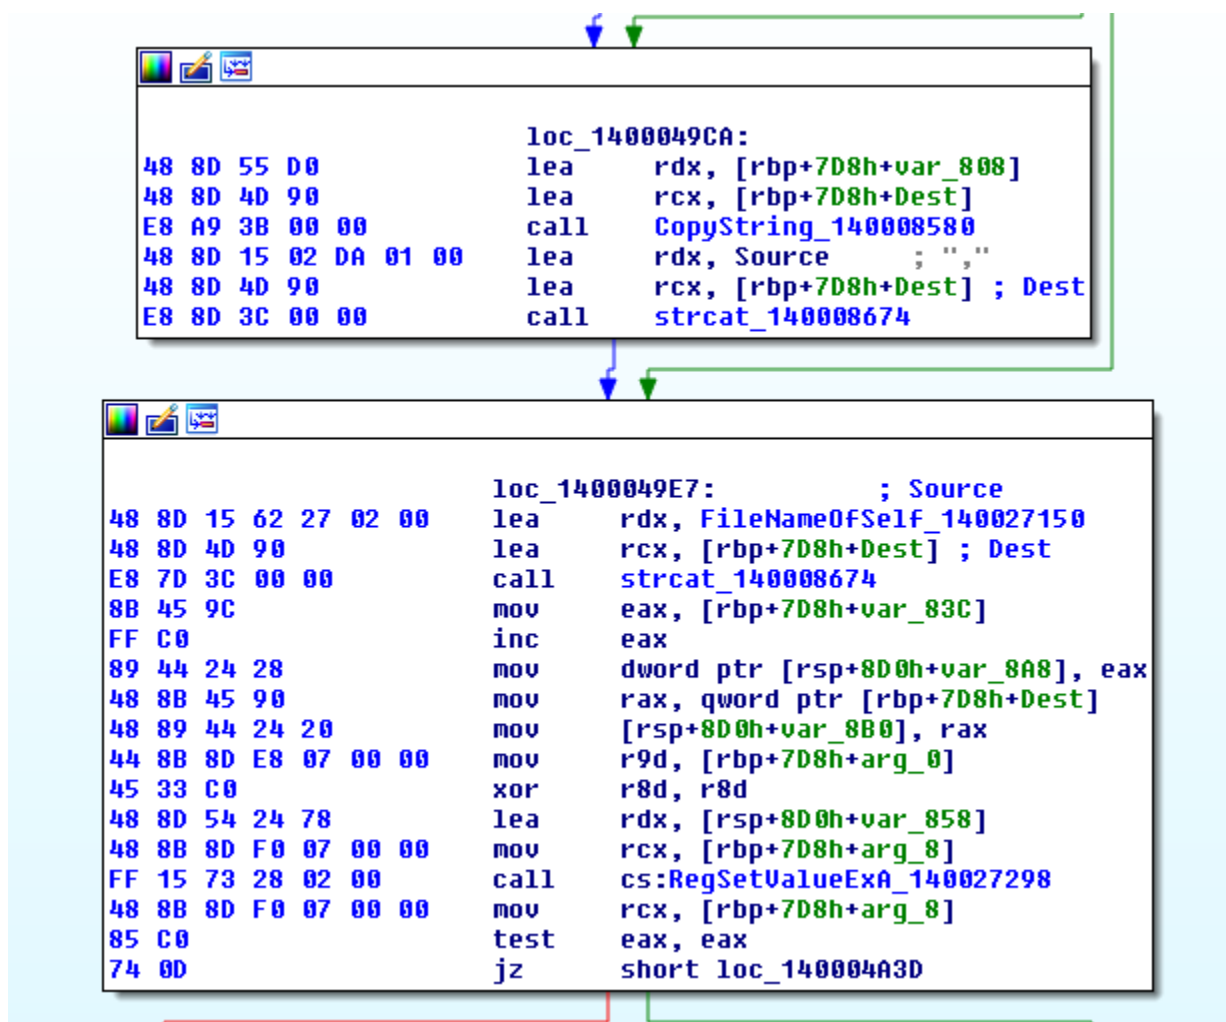 loc_1400049CA:
48 8D 55 D0 lea rdx, [rbp+7D8h+var_808]
48 8D 4D 90 lea rcx, [rbp+7D8h+Dest]
E8 A9 3B 00 00 call CopyString_140008580
48 8D 15 02 DA 01 00 lea rdx, Source ; ","
48 8D 4D 90 lea rcx, [rbp+7D8h+Dest] ; Dest
E8 8D 3C 00 00 call strcat_140008674
loc_1400049E7: ; Source
48 8D 15 62 27 02 00 lea rdx, FileNameOfSelf_140027150
48 8D 4D 90 lea rcx, [rbp+7D8h+Dest] ; Dest
E8 7D 3C 00 00 call strcat_140008674
8B 45 9C mov eax, [rbp+7D8h+var_83C]
FF C0 inc eax
89 44 24 28 mov dword ptr [rsp+8D0h+var_8A8], eax
48 8B 45 90 mov rax, qword ptr [rbp+7D8h+Dest]
48 89 44 24 20 mov [rsp+8D0h+var_8B0], rax
44 8B 8D E8 07 00 00 mov r9d, [rbp+7D8h+arg_0]
45 33 C0 xor r8d, r8d
48 8D 54 24 78 lea rdx, [rsp+8D0h+var_858]
48 8B 8D F0 07 00 00 mov rcx, [rbp+7D8h+arg_8]
FF 15 73 28 02 00 call cs:RegSetValueExA_140027298
48 8B 8D F0 07 00 00 mov rcx, [rbp+7D8h+arg_8]
85 C0 test eax, eax
74 0D jz short loc_140004A3D